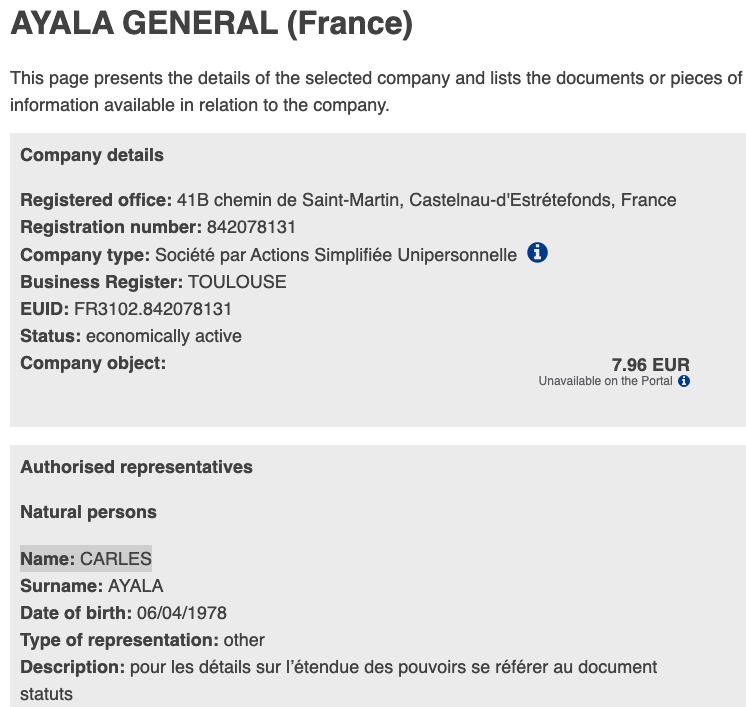 AYALA GENERAL (France)
This page presents the details of the selected company and lists the documents or pieces of
information available in relation to the company.
Company details
Registered office: 41B chemin de Saint-Martin, Castelnau-d'Estrétefonds, France
Registration number: 842078131
Company type: Société par Actions Simplifiée Unipersonnelle
Business Register: TOULOUSE
EUID: FR3102.842078131
Status: economically active
Company object: 7.96 EUR
Unavailable on the Portal
Authorised representatives
Natural persons
Name: CARLES
Surname: AYALA
Date of birth: 06/04/1978
Type of representation: other
Description: pour les détails sur l’étendue des pouvoirs se référer au document
statuts